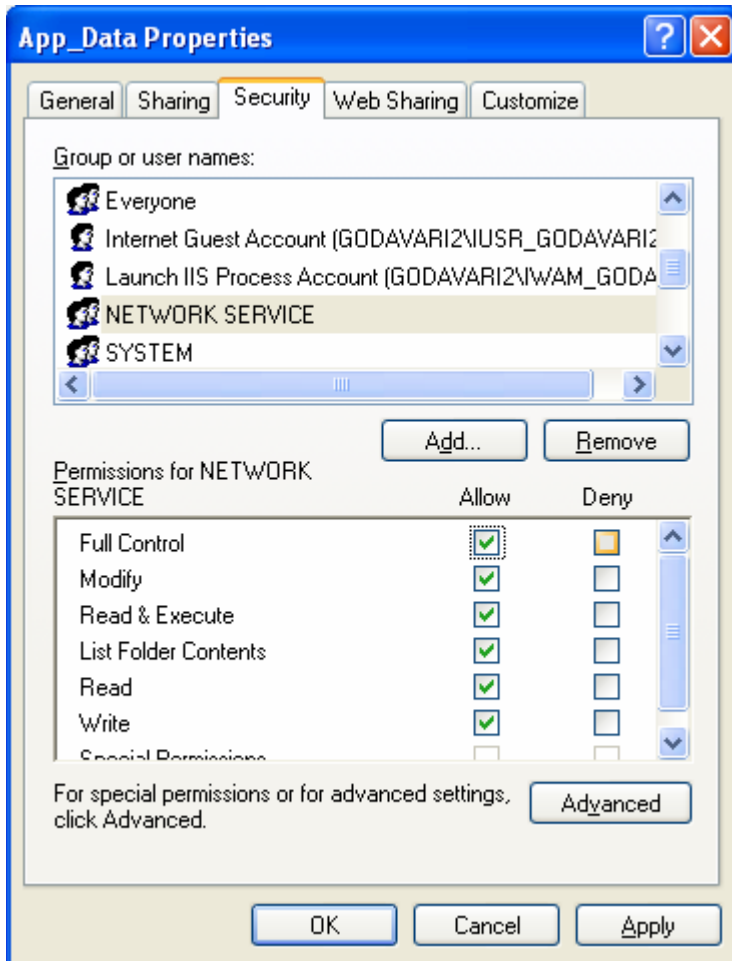 App_Data Properties
General Sharing Security Web Sharing Customize
Group or user names:
Everyone
Internet Guest Account (GODAVARI2\IUSR_GODAVARI2
Launch IIS Process Account (GODAVARI2\IWAM_GODA
NETWORK SERVICE
SYSTEM
Add... Remove
Permissions for NETWORK
SERVICE Allow Deny
Full Control
Modify
Read & Execute
List Folder Contents
Read
Write
Special Permissions
For special permissions or for advanced settings,
click Advanced. Advanced
OK Cancel Apply